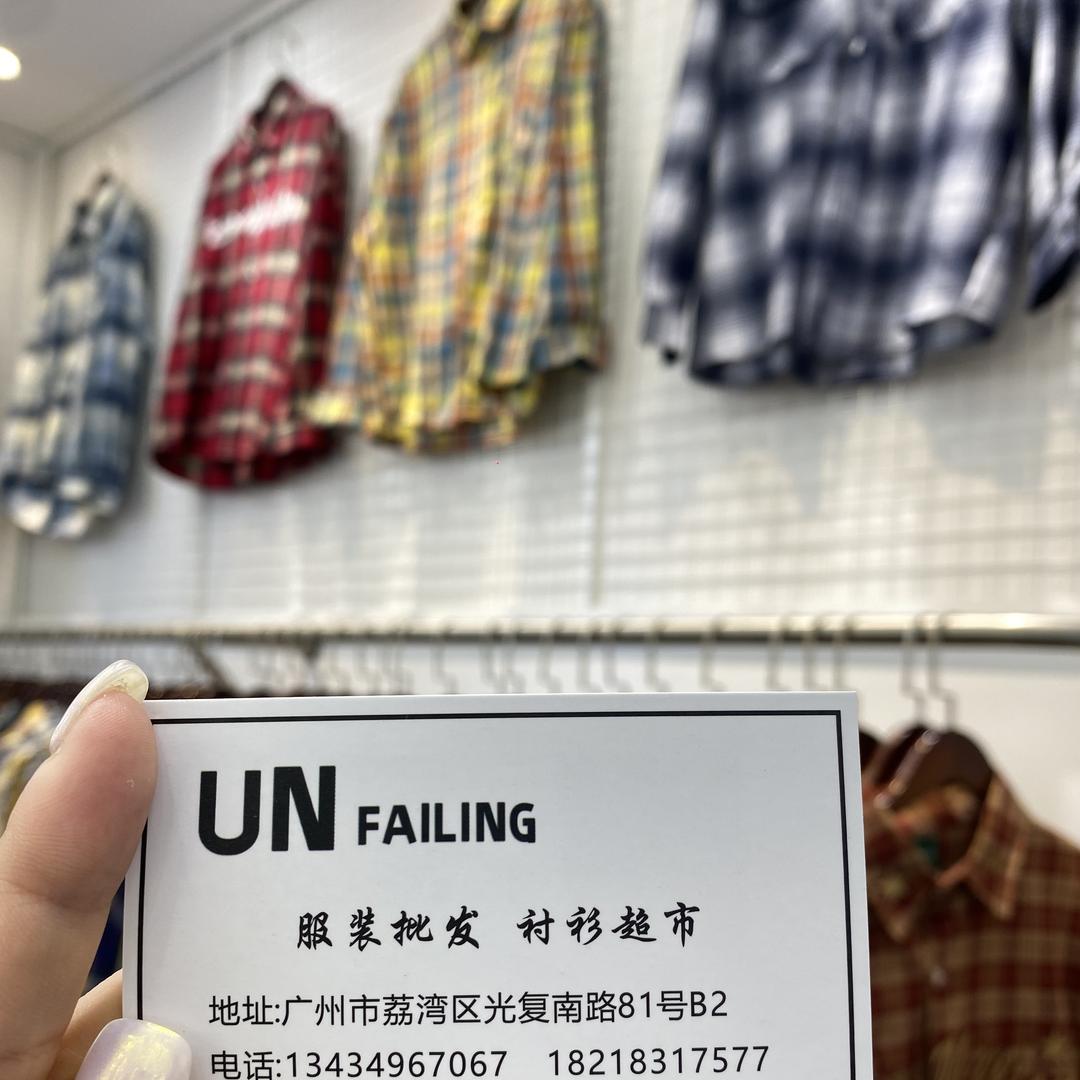 UN FAILING
服装批发 衬衫超市
地址:广州市荔湾区光复南路81号B2
电话:13434967067 18218317577